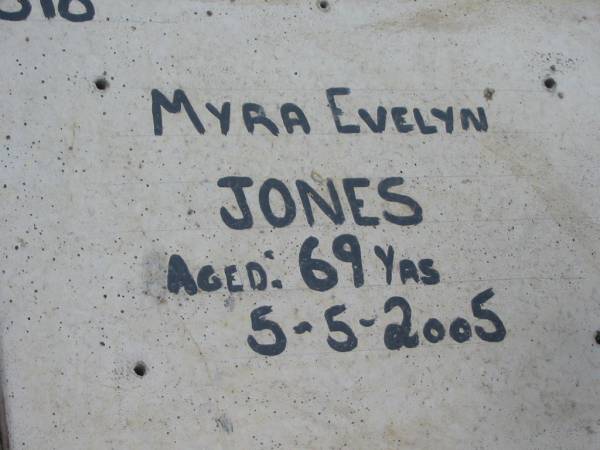 MYRA EVELYN
JONES
AGED: 69 YRS
5-5-2005